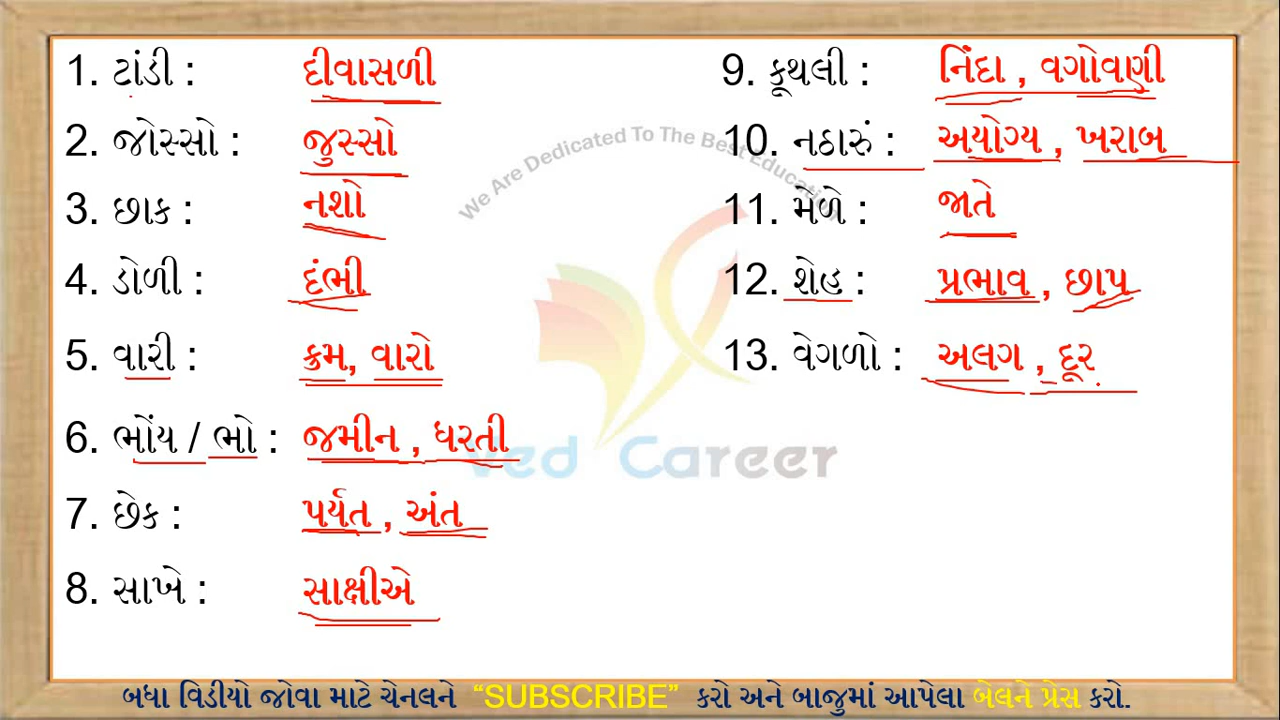 1. ટાંડી : દીવાસળી
2. જોસ્સો : જુસ્સો
3. છાક : નશો
4. ડોળી : દંભી
5. વારી : ક્રમ, વારો
6. ભોંય / ભો : જમીન , ધરતી
7. છેક : પર્યત , અંત
8. સાખે : સાક્ષીએ
9. કૂથલી : નિંદા , વગોવણી
10. નઠારું : અયોગ્ય , ખરાબ
11. મેળે : જાતે
12. શેહ : પ્રભાવ , છાપ
13. વેગળો : અલગ , દૂર
We Are Dedicated To The Best Education
Ved Career
બધા વિડીયો જોવા માટે ચેનલને “SUBSCRIBE” કરો અને બાજુમાં આપેલા બેલને પ્રેસ કરો.